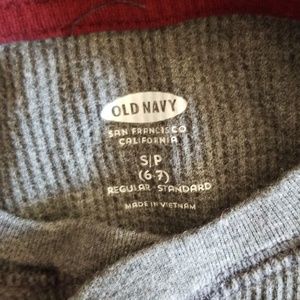 OLD NAVY
SAN FRANCISCO
CALIFORNIA
S/P
(6-7)
REGULAR · STANDARD
MADE IN VIETNAM